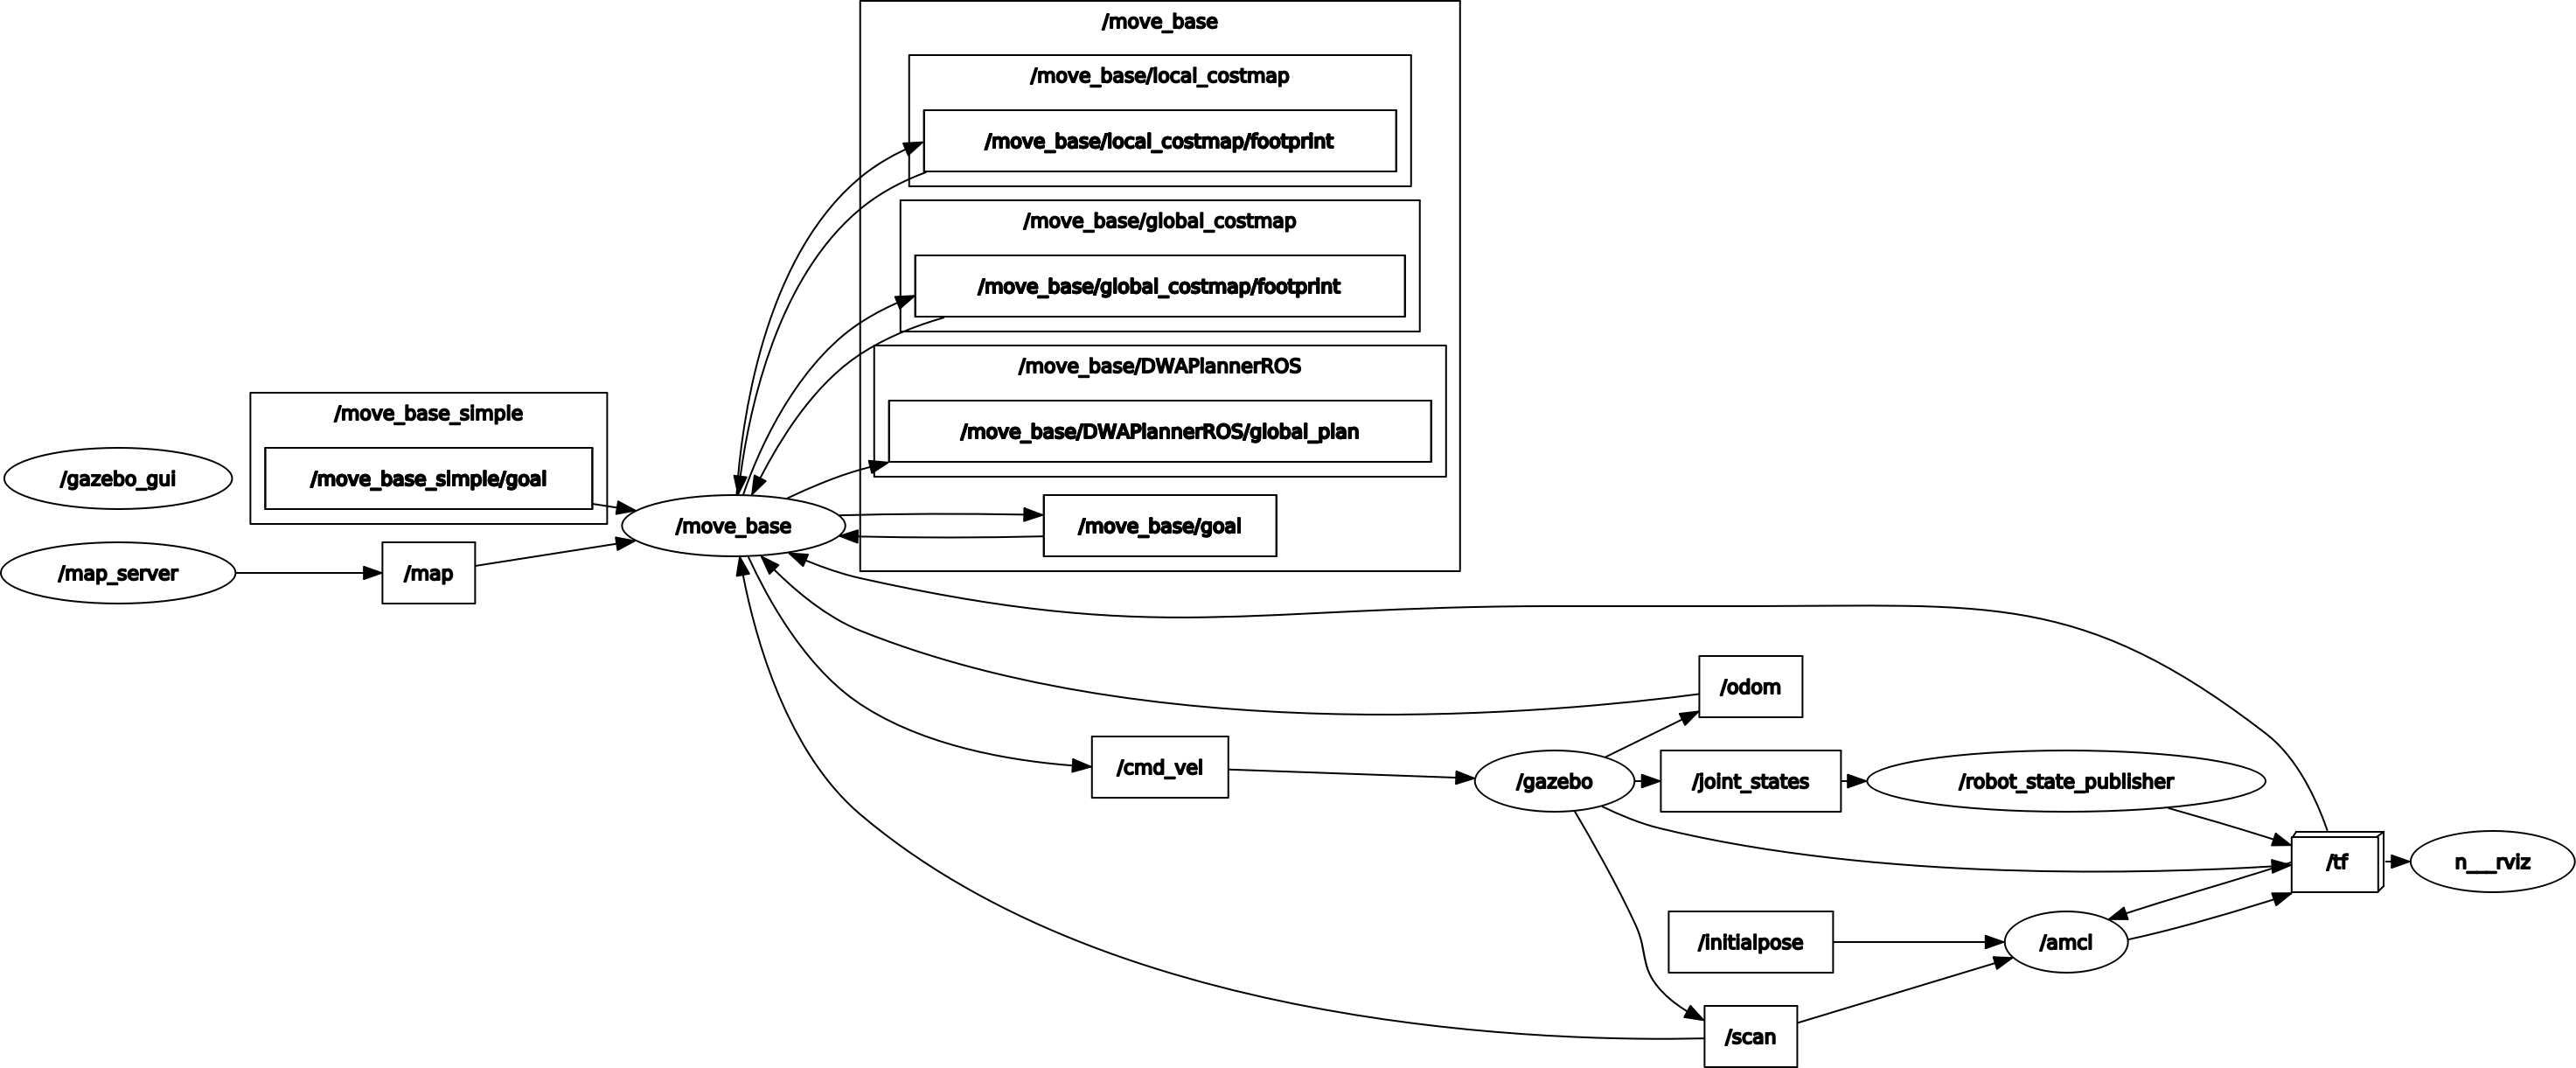 /move_base
/move_base/local_costmap
/move_base/local_costmap/footprint
/move_base/global_costmap
/move_base/global_costmap/footprint
/move_base/DWAPlannerROS
/move_base/DWAPlannerROS/global_plan
/move_base/goal
/move_base_simple
/move_base_simple/goal
/gazebo_gui
/move_base
/map_server
/map
/odom
/cmd_vel
/gazebo
/joint_states
/robot_state_publisher
/tf
n___rviz
/initialpose
/amcl
/scan